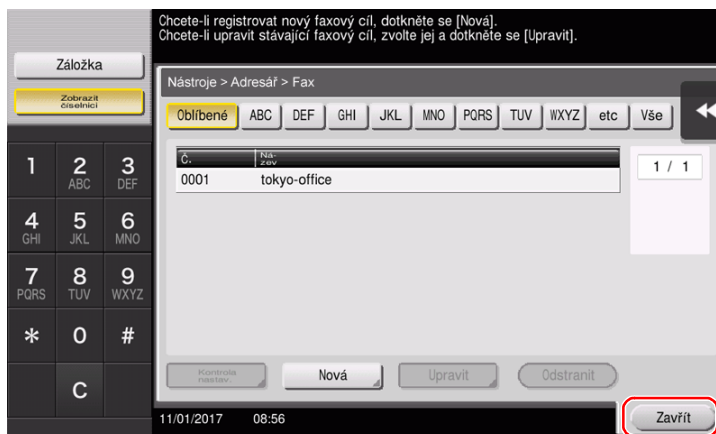 Chcete-li registrovat nový faxový cíl, dotkněte se [Nová].
Chcete-li upravit stávající faxový cíl, zvolte jej a dotkněte se [Upravit].
Záložka
Zobrazit
číselnici
Nástroje > Adresář > Fax
Oblíbené ABC DEF GHI JKL MNO PQRS TUV WXYZ etc Vše
Č. Ná-
zev
0001 tokyo-office
1 / 1
1 2 3
ABC DEF
4 5 6
GHI JKL MNO
7 8 9
PQRS TUV WXYZ
* 0 #
C
Kontrola
nastav.
Nová Upravit Odstranit
11/01/2017 08:56
Zavřít